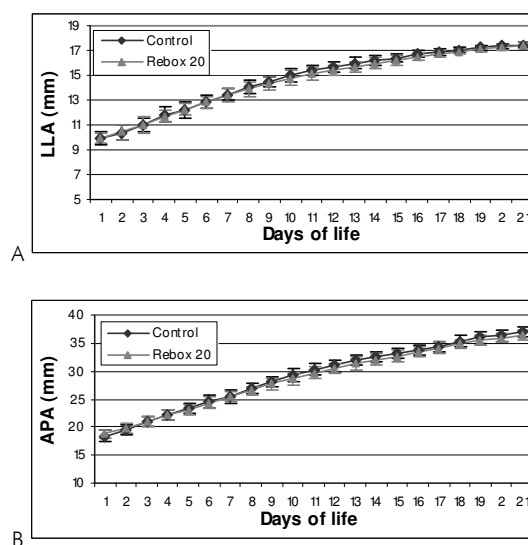 19
17
15
13
11
9
7
5
LLA (mm)
Control
Rebox 20
1 2 3 4 5 6 7 8 9 10 11 12 13 14 15 16 17 18 19 2 21
Days of life
A
40
35
30
25
20
15
10
APA (mm)
Control
Rebox 20
1 2 3 4 5 6 7 8 9 10 11 12 13 14 15 16 17 18 19 2 21
Days of life
B